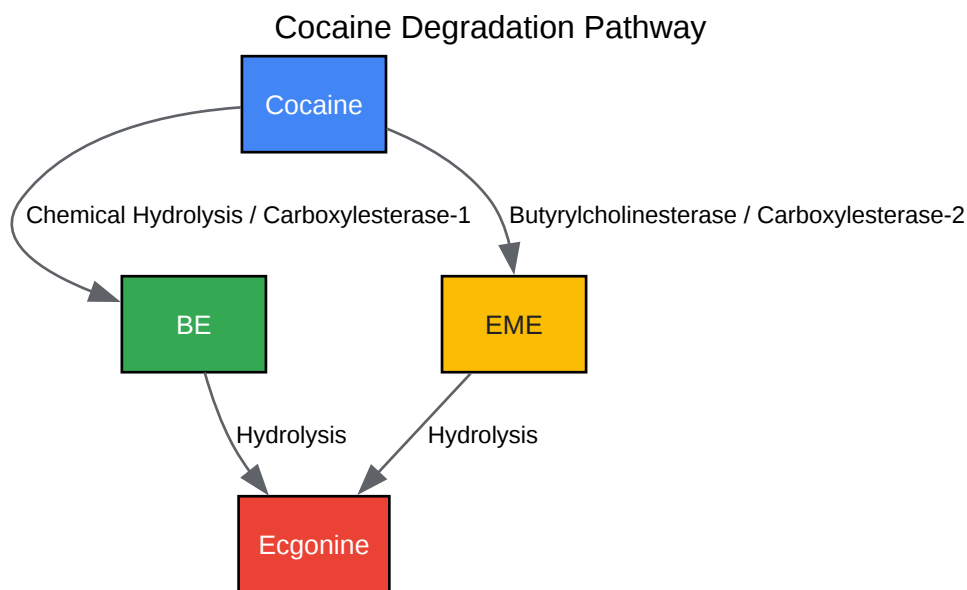 Cocaine Degradation Pathway
Cocaine
Chemical Hydrolysis / Carboxylesterase-1
Butyrylcholinesterase / Carboxylesterase-2
BE
EME
Hydrolysis
Hydrolysis
Ecgonine